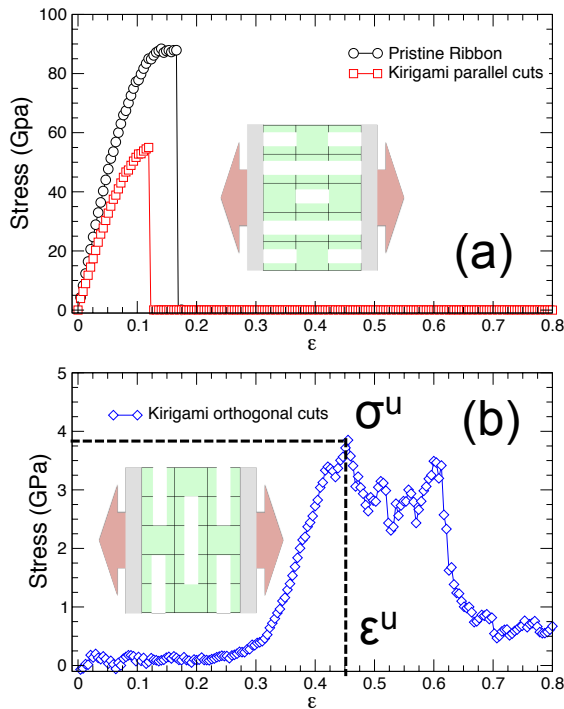 100
80
60
40
20
0
Stress (Gpa)
Pristine Ribbon
Kirigami parallel cuts
(a)
0 0.1 0.2 0.3 0.4 0.5 0.6 0.7 0.8
ε
5
4
3
2
1
0
Stress (GPa)
Kirigami orthogonal cuts
σᵘ
(b)
εᵘ
0 0.1 0.2 0.3 0.4 0.5 0.6 0.7 0.8
ε